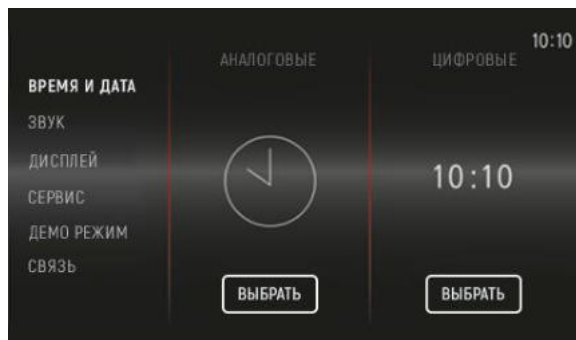 10:10
АНАЛОГОВЫЕ
ЦИФРОВЫЕ
ВРЕМЯ И ДАТА
ЗВУК
ДИСПЛЕЙ
СЕРВИС
ДЕМО РЕЖИМ
СВЯЗЬ
10:10
ВЫБРАТЬ
ВЫБРАТЬ